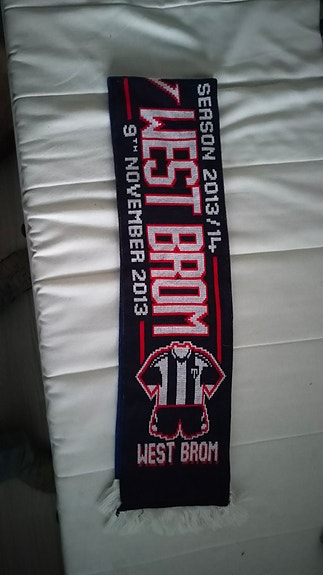 SEASON 2013/14
WEST BROM
9TH NOVEMBER 2013
WEST BROM